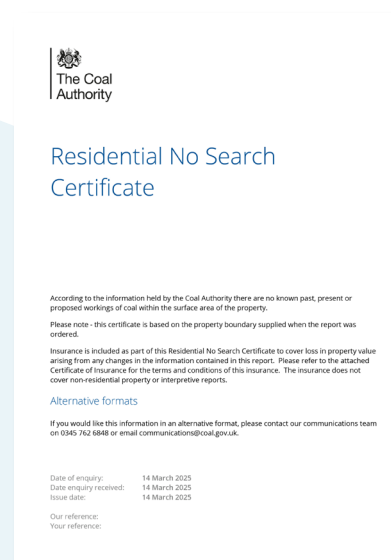 The Coal
Authority
Residential No Search
Certificate
According to the information held by the Coal Authority there are no known past, present or
proposed workings of coal within the surface area of the property.
Please note - this certificate is based on the property boundary supplied when the report was
ordered.
Insurance is included as part of this Residential No Search Certificate to cover loss in property value
arising from any changes in the information contained in this report.  Please refer to the attached
Certificate of Insurance for the terms and conditions of this insurance.  The insurance does not
cover non-residential property or interpretive reports.
Alternative formats
If you would like this information in an alternative format, please contact our communications team
on 0345 762 6848 or email communications@coal.gov.uk.
Date of enquiry: 14 March 2025
Date enquiry received: 14 March 2025
Issue date: 14 March 2025
Our reference:
Your reference: